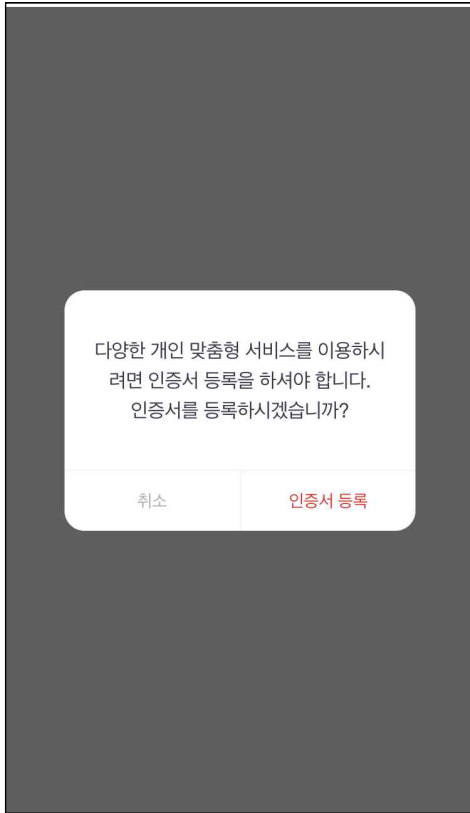 다양한 개인 맞춤형 서비스를 이용하시
려면 인증서 등록을 하셔야 합니다.
인증서를 등록하시겠습니까?
취소
인증서 등록